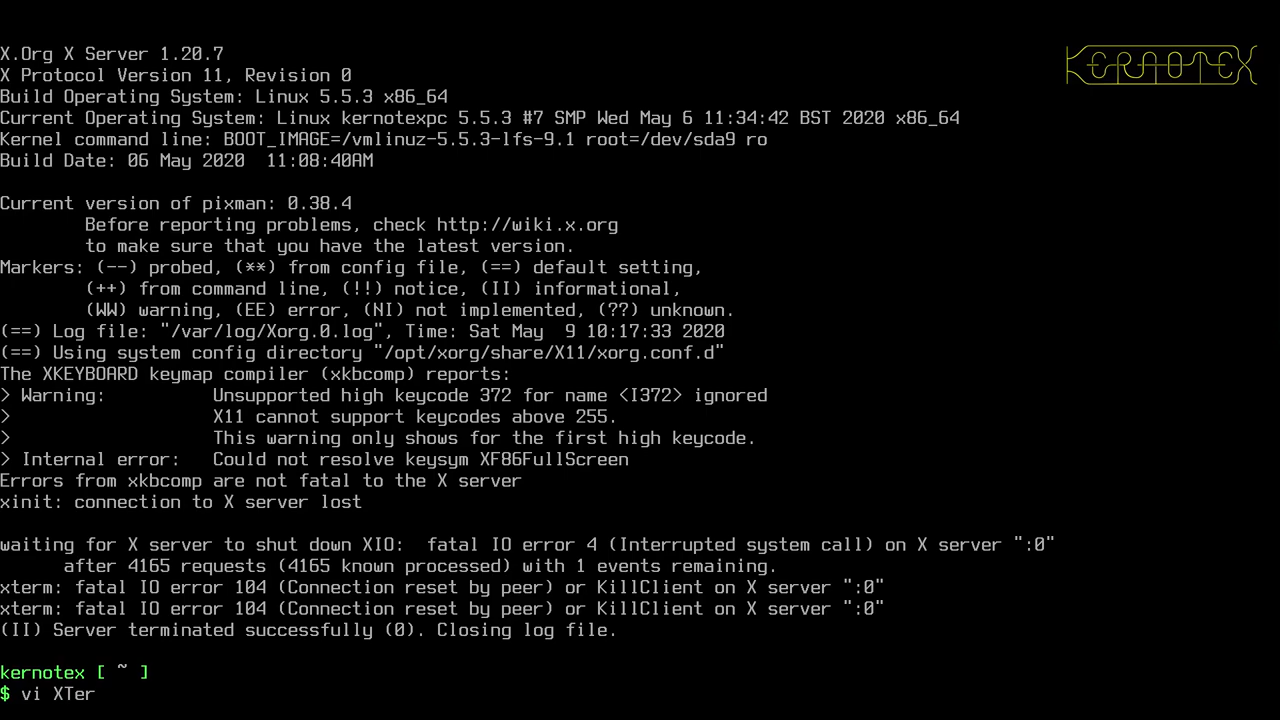 X.Org X Server 1.20.7
KERNOTEX
X Protocol Version 11, Revision 0
Build Operating System: Linux 5.5.3 x86_64
Current Operating System: Linux kernotexpc 5.5.3 #7 SMP Wed May 6 11:34:42 BST 2020 x86_64
Kernel command line: BOOT_IMAGE=/vmlinuz-5.5.3-lfs-9.1 root=/dev/sda9 ro
Build Date: 06 May 2020  11:08:40AM
Current version of pixman: 0.38.4
Before reporting problems, check http://wiki.x.org
to make sure that you have the latest version.
Markers: (--) probed, (**) from config file, (==) default setting,
(++) from command line, (!!) notice, (II) informational,
(WW) warning, (EE) error, (NI) not implemented, (??) unknown.
(==) Log file: "/var/log/Xorg.0.log", Time: Sat May  9 10:17:33 2020
(==) Using system config directory "/opt/xorg/share/X11/xorg.conf.d"
The XKEYBOARD keymap compiler (xkbcomp) reports:
> Warning:          Unsupported high keycode 372 for name <I372> ignored
>                   X11 cannot support keycodes above 255.
>                   This warning only shows for the first high keycode.
> Internal error:   Could not resolve keysym XF86FullScreen
Errors from xkbcomp are not fatal to the X server
xinit: connection to X server lost
waiting for X server to shut down XIO:  fatal IO error 4 (Interrupted system call) on X server ":0"
after 4165 requests (4165 known processed) with 1 events remaining.
xterm: fatal IO error 104 (Connection reset by peer) or KillClient on X server ":0"
xterm: fatal IO error 104 (Connection reset by peer) or KillClient on X server ":0"
(II) Server terminated successfully (0). Closing log file.
kernotex [ ~ ]
$ vi XTer